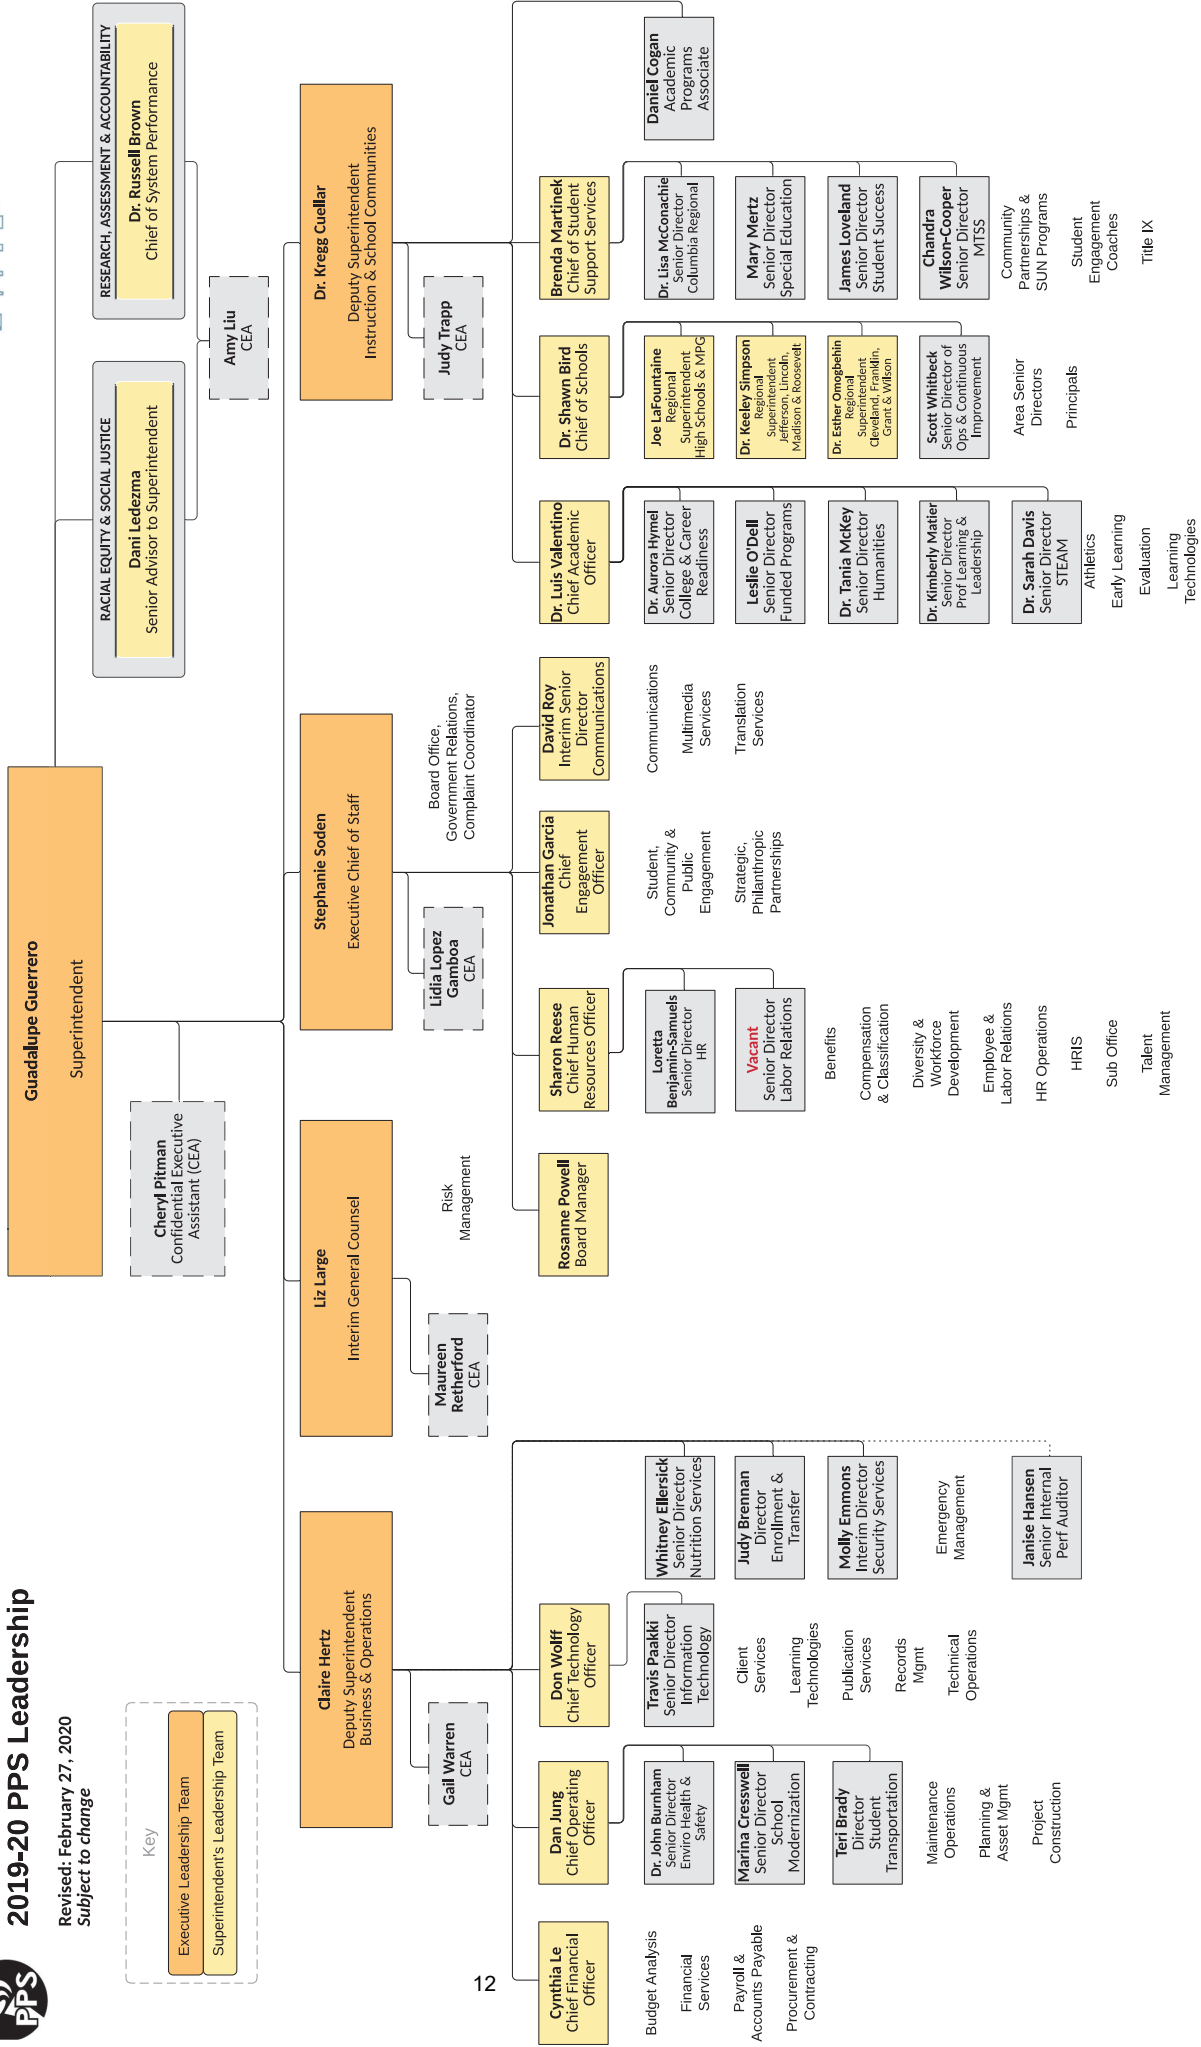 PPS
2019-20 PPS Leadership
Revised: February 27, 2020
Subject to change
Key
Executive Leadership Team
Superintendent's Leadership Team
Guadalupe Guerrero
Superintendent
Cheryl Pitman
Confidential Executive
Assistant (CEA)
RACIAL EQUITY & SOCIAL JUSTICE
Dani Ledezma
Senior Advisor to Superintendent
RESEARCH, ASSESSMENT & ACCOUNTABILITY
Dr. Russell Brown
Chief of System Performance
Amy Liu
CEA
Claire Hertz
Deputy Superintendent
Business & Operations
Gail Warren
CEA
Liz Large
Interim General Counsel
Maureen
Retherford
CEA
Risk
Management
Stephanie Soden
Executive Chief of Staff
Lidia Lopez
Gamboa
CEA
Board Office,
Government Relations,
Complaint Coordinator
Dr. Kregg Cuellar
Deputy Superintendent
Instruction & School Communities
Judy Trapp
CEA
Cynthia Le
Chief Financial
Officer
Budget Analysis
Financial
Services
Payroll &
Accounts Payable
Procurement &
Contracting
Dan Jung
Chief Operating
Officer
Dr. John Burnham
Senior Director
Enviro Health &
Safety
Marina Cresswell
Senior Director
School
Modernization
Teri Brady
Director
Student
Transportation
Maintenance
Operations
Planning &
Asset Mgmt
Project
Construction
Don Wolff
Chief Technology
Officer
Travis Paakki
Senior Director
Information
Technology
Client
Services
Learning
Technologies
Publication
Services
Records
Mgmt
Technical
Operations
Whitney Ellersick
Senior Director
Nutrition Services
Judy Brennan
Director
Enrollment &
Transfer
Molly Emmons
Interim Director
Security Services
Emergency
Management
Janise Hansen
Senior Internal
Perf Auditor
Rosanne Powell
Board Manager
Sharon Reese
Chief Human
Resources Officer
Loretta
Benjamin-Samuels
Senior Director
HR
Vacant
Senior Director
Labor Relations
Benefits
Compensation
& Classification
Diversity &
Workforce
Development
Employee &
Labor Relations
HR Operations
HRIS
Sub Office
Talent
Management
Jonathan Garcia
Chief
Engagement
Officer
Student,
Community &
Public
Engagement
Strategic,
Philanthropic
Partnerships
David Roy
Interim Senior
Director
Communications
Communications
Multimedia
Services
Translation
Services
Dr. Luis Valentino
Chief Academic
Officer
Dr. Aurora Hymel
Senior Director
College & Career
Readiness
Leslie O'Dell
Senior Director
Funded Programs
Dr. Tania McKey
Senior Director
Humanities
Dr. Kimberly Matier
Senior Director
Prof Learning &
Leadership
Dr. Sarah Davis
Senior Director
STEAM
Athletics
Early Learning
Evaluation
Learning
Technologies
Dr. Shawn Bird
Chief of Schools
Joe LaFountaine
Regional
Superintendent
High Schools & MPG
Dr. Keeley Simpson
Regional
Superintendent
Jefferson, Lincoln,
Madison & Roosevelt
Dr. Esther Omogbehin
Regional
Superintendent
Cleveland, Franklin,
Grant & Wilson
Scott Whitbeck
Senior Director of
Ops & Continuous
Improvement
Area Senior
Directors
Principals
Brenda Martinek
Chief of Student
Support Services
Dr. Lisa McConachie
Senior Director
Columbia Regional
Mary Mertz
Senior Director
Special Education
James Loveland
Senior Director
Student Success
Chandra
Wilson-Cooper
Senior Director
MTSS
Community
Partnerships &
SUN Programs
Student
Engagement
Coaches
Title IX
Daniel Cogan
Academic
Programs
Associate
12